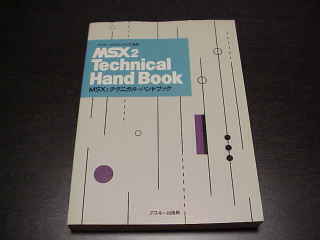 MSX2
Technical
Hand Book
MSX2テクニカル・ハンドブック
アスキー出版局